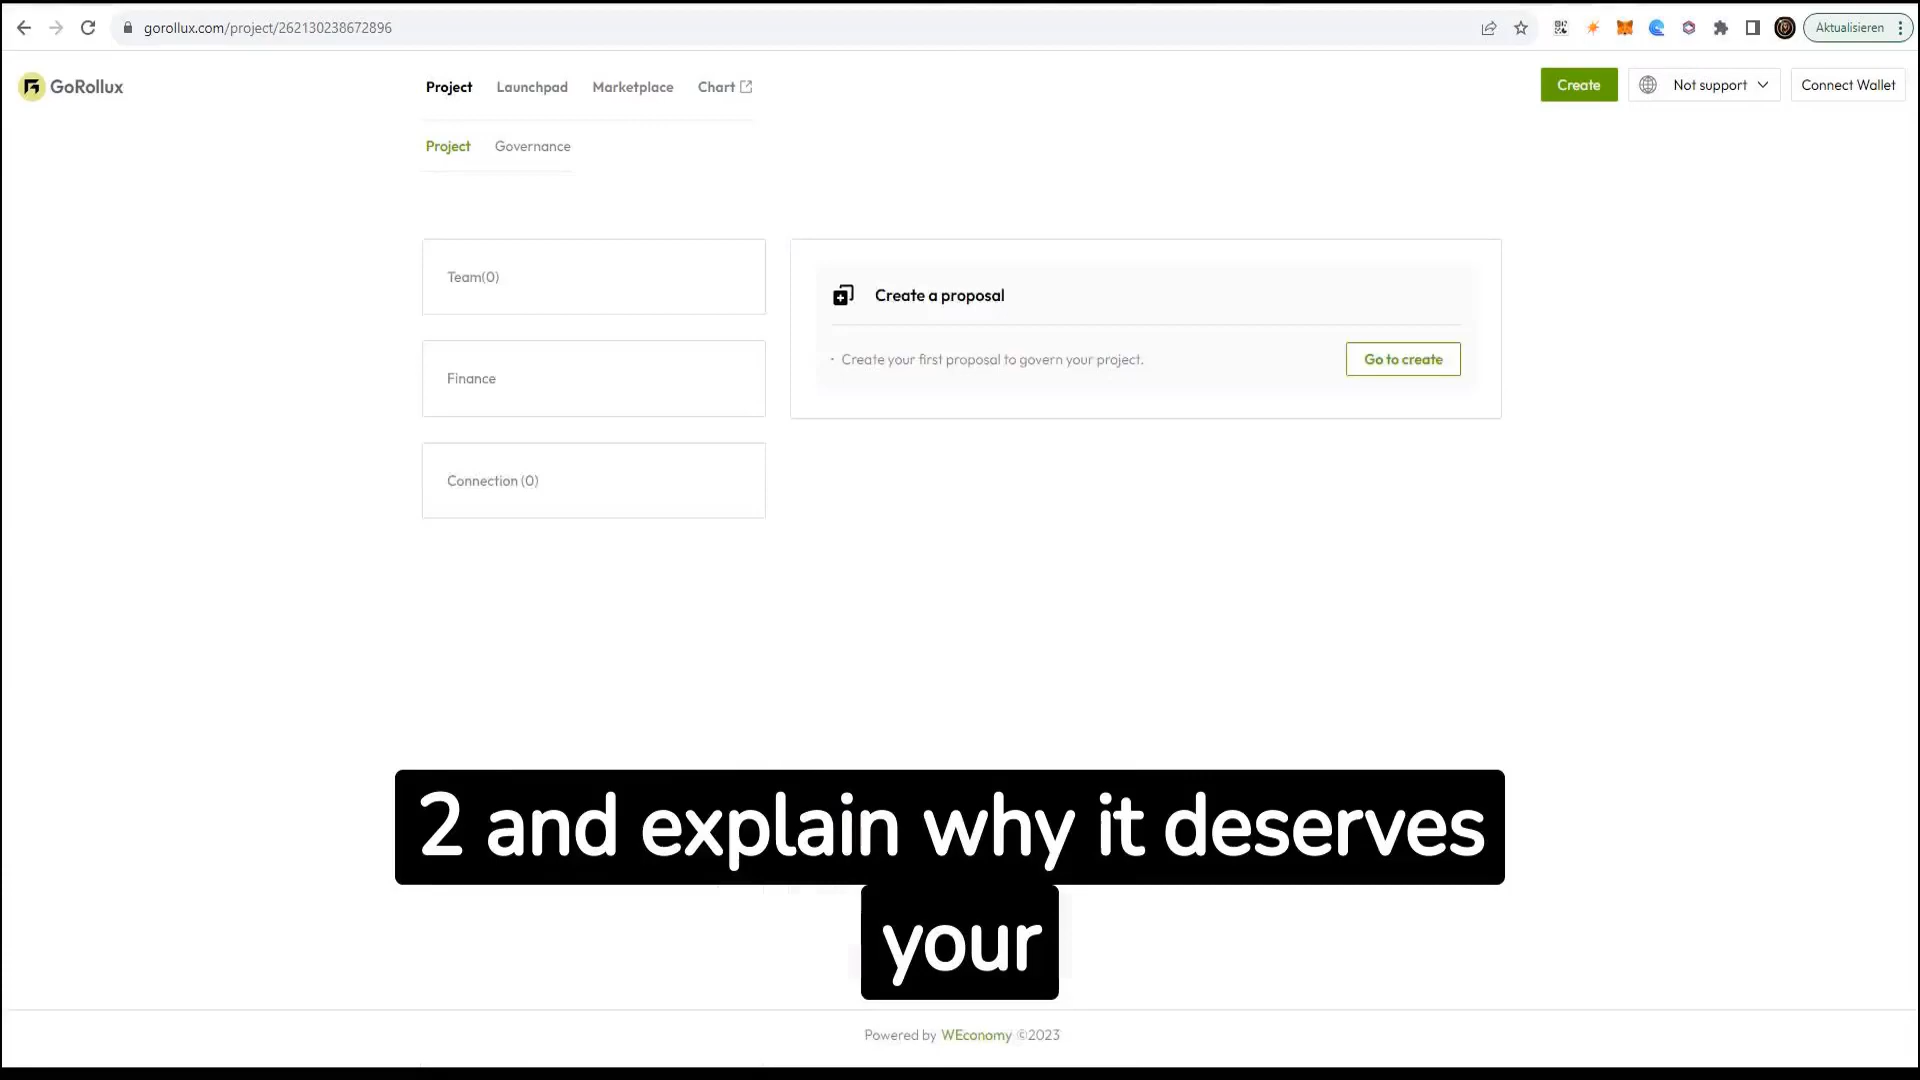 gorollux.com/project/262130238672896
Aktualisieren
GoRollux
Project Launchpad Marketplace Chart
Create
Not support
Connect Wallet
Project Governance
Team(0)
Finance
Connection (0)
Create a proposal
· Create your first proposal to govern your project.
Go to create
2 and explain why it deserves
your
Powered by WEconomy ©2023